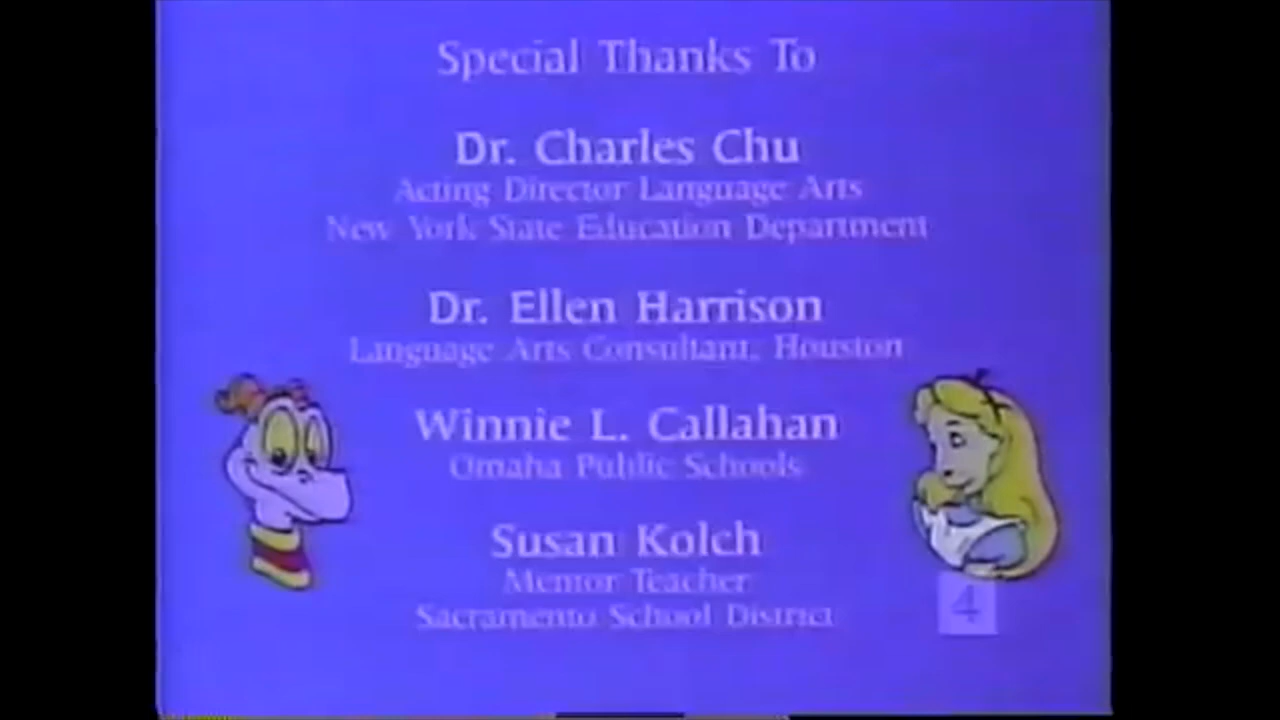 Special Thanks To
Dr. Charles Chu
Acting Director Language Arts
New York State Education Department
Dr. Ellen Harrison
Language Arts Consultant, Houston
Winnie L. Callahan
Omaha Public Schools
Susan Kolch
Mentor Teacher
Sacramento School District
4